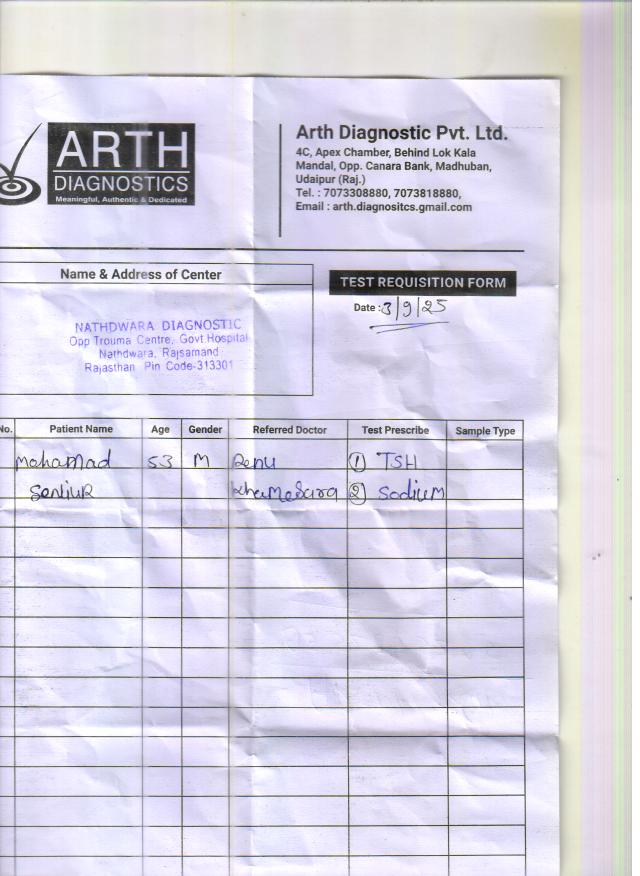 ARTH
DIAGNOSTICS
Meaningful, Authentic & Dedicated
Arth Diagnostic Pvt. Ltd.
4C, Apex Chamber, Behind Lok Kala
Mandal, Opp. Canara Bank, Madhuban,
Udaipur (Raj.)
Tel. : 7073308880, 7073818880,
Email : arth.diagnositcs.gmail.com
Name & Address of Center
TEST REQUISITION FORM
Date : 3/9/25
NATHDWARA DIAGNOSTIC
Opp Trouma Centre, Govt.Hospital
Nathdwara, Rajsamand
Rajasthan Pin Code-313301
No. Patient Name Age Gender Referred Doctor Test Prescribe Sample Type
Mohamad 53 M Renu ① TSH
② Sodium